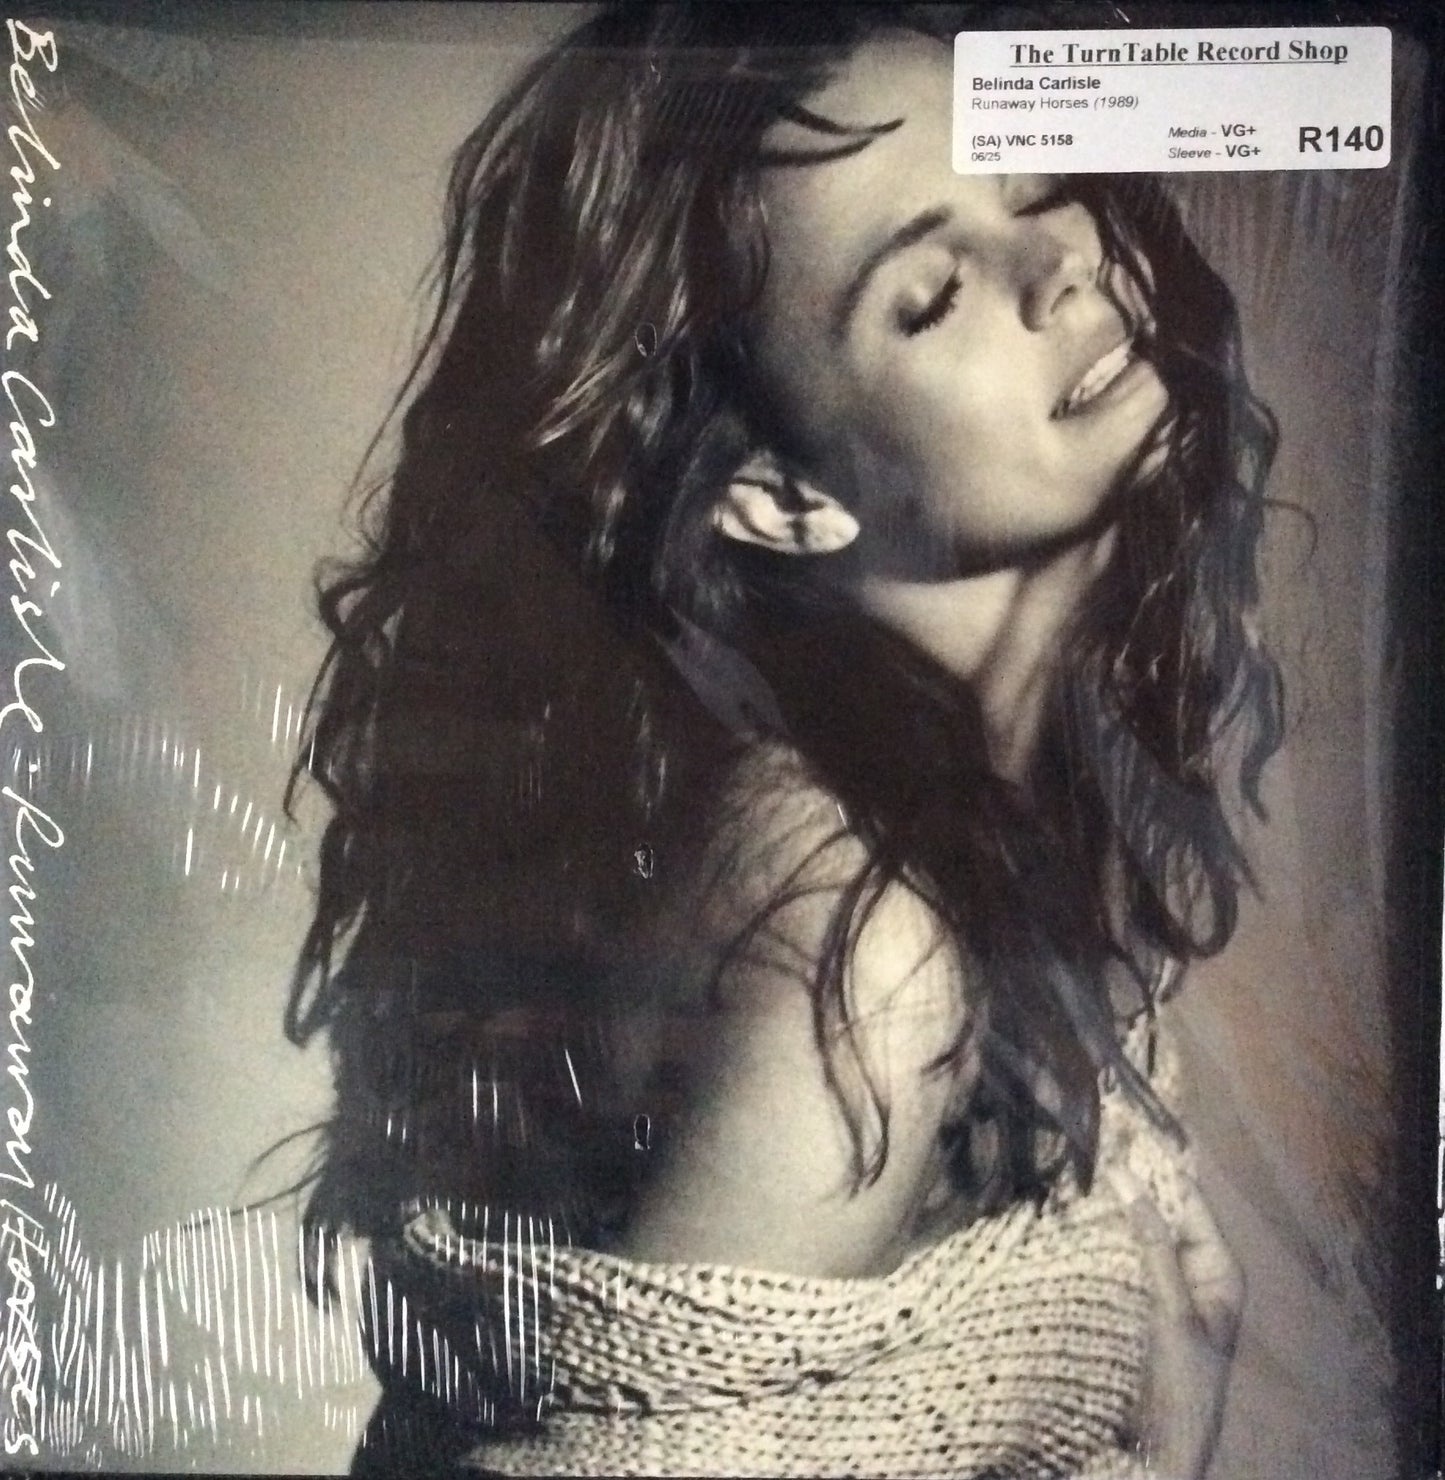 Belinda Carlisle : Runaway Horses
The TurnTable Record Shop
Belinda Carlisle
Runaway Horses (1989)
(SA) VNC 5158
06/25
Media - VG+
Sleeve - VG+
R140